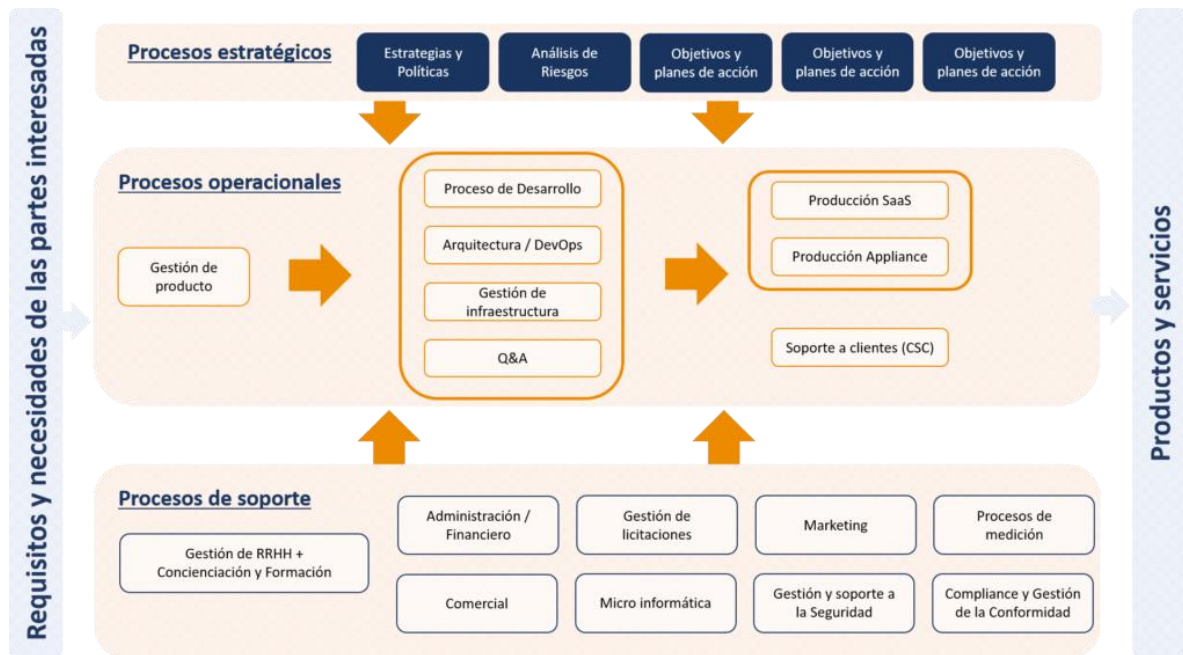 Requisitos y necesidades de las partes interesadas
Procesos estratégicos
Estrategias y
Políticas
Análisis de
Riesgos
Objetivos y
planes de acción
Objetivos y
planes de acción
Objetivos y
planes de acción
Procesos operacionales
Gestión de
producto
Proceso de Desarrollo
Arquitectura / DevOps
Gestión de
infraestructura
Q&A
Producción SaaS
Producción Appliance
Soporte a clientes (CSC)
Procesos de soporte
Gestión de RRHH +
Concienciación y Formación
Administración /
Financiero
Gestión de
licitaciones
Marketing
Procesos de
medición
Comercial
Micro informática
Gestión y soporte a
la Seguridad
Compliance y Gestión
de la Conformidad
Productos y servicios